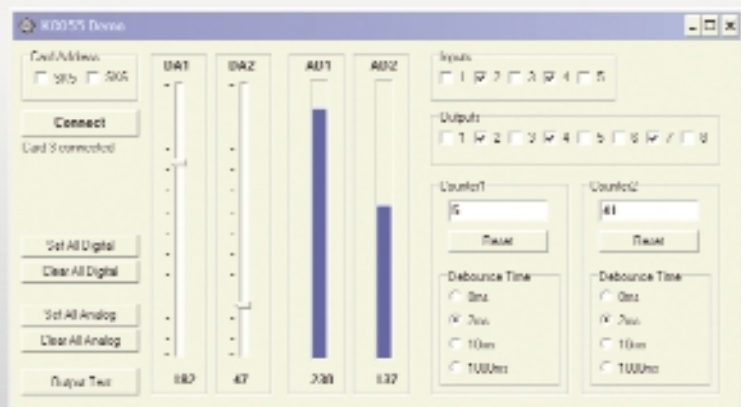 K8055 Demo
Card Address
SK5 SK6
Connect
Card 3 connected
Set All Digital
Clear All Digital
Set All Analog
Clear All Analog
Output Test
DA1 DA2 AD1 AD2
182 47 230 137
Inputs
1 2 3 4 5
Outputs
1 2 3 4 5 6 7 8
Counter1
5
Reset
Debounce Time
0ms
2ms
10ms
1000ms
Counter2
41
Reset
Debounce Time
0ms
2ms
10ms
1000ms